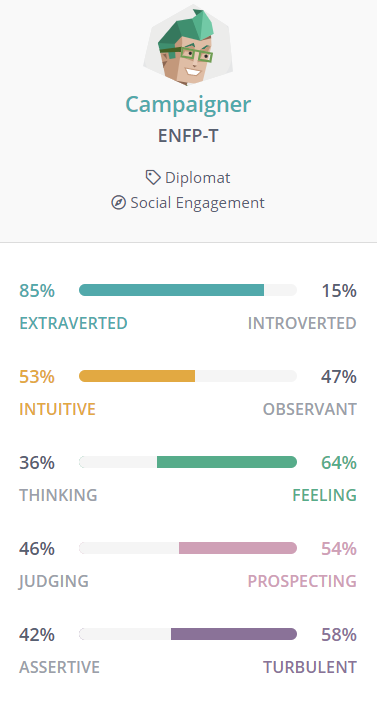 Campaigner
ENFP-T
Diplomat
Social Engagement
85% 15%
EXTRAVERTED INTROVERTED
53% 47%
INTUITIVE OBSERVANT
36% 64%
THINKING FEELING
46% 54%
JUDGING PROSPECTING
42% 58%
ASSERTIVE TURBULENT